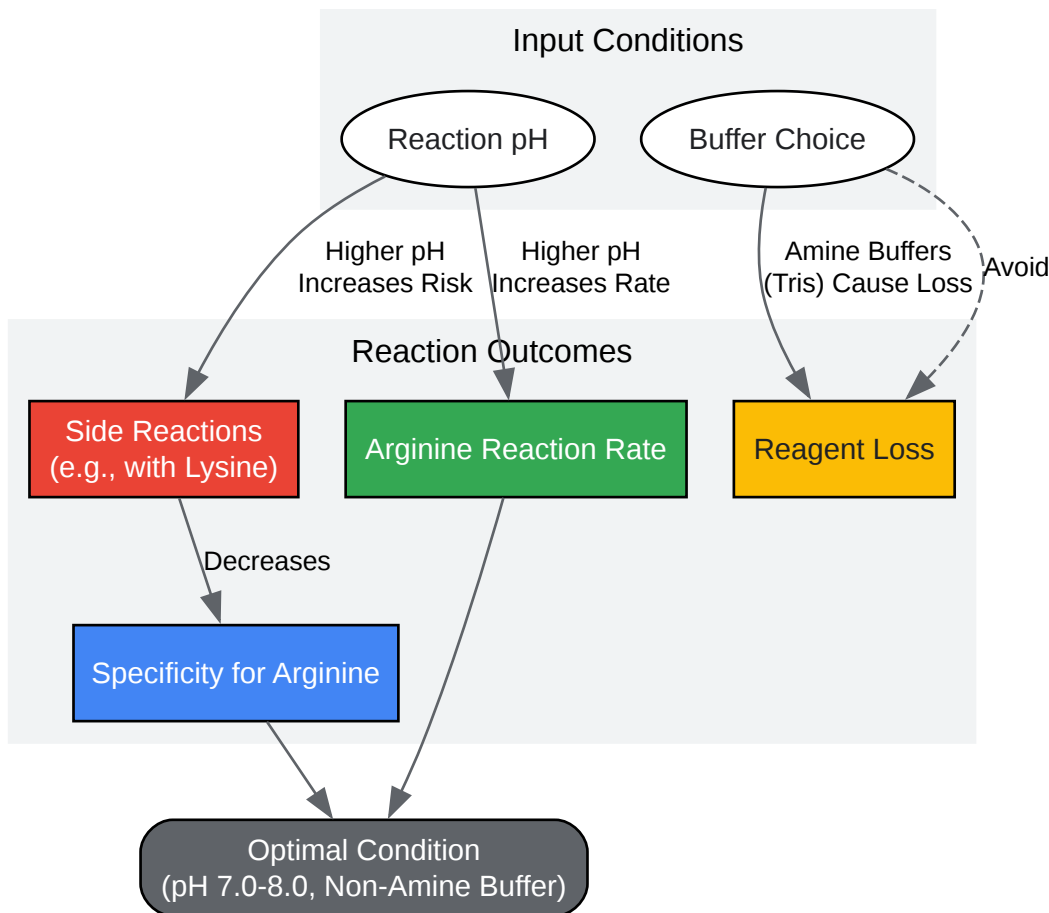 Input Conditions
Reaction pH
Buffer Choice
Higher pH
Increases Risk
Higher pH
Increases Rate
Amine Buffers
(Tris) Cause Loss
Avoid
Reaction Outcomes
Side Reactions
(e.g., with Lysine)
Arginine Reaction Rate
Reagent Loss
Decreases
Specificity for Arginine
Optimal Condition
(pH 7.0-8.0, Non-Amine Buffer)